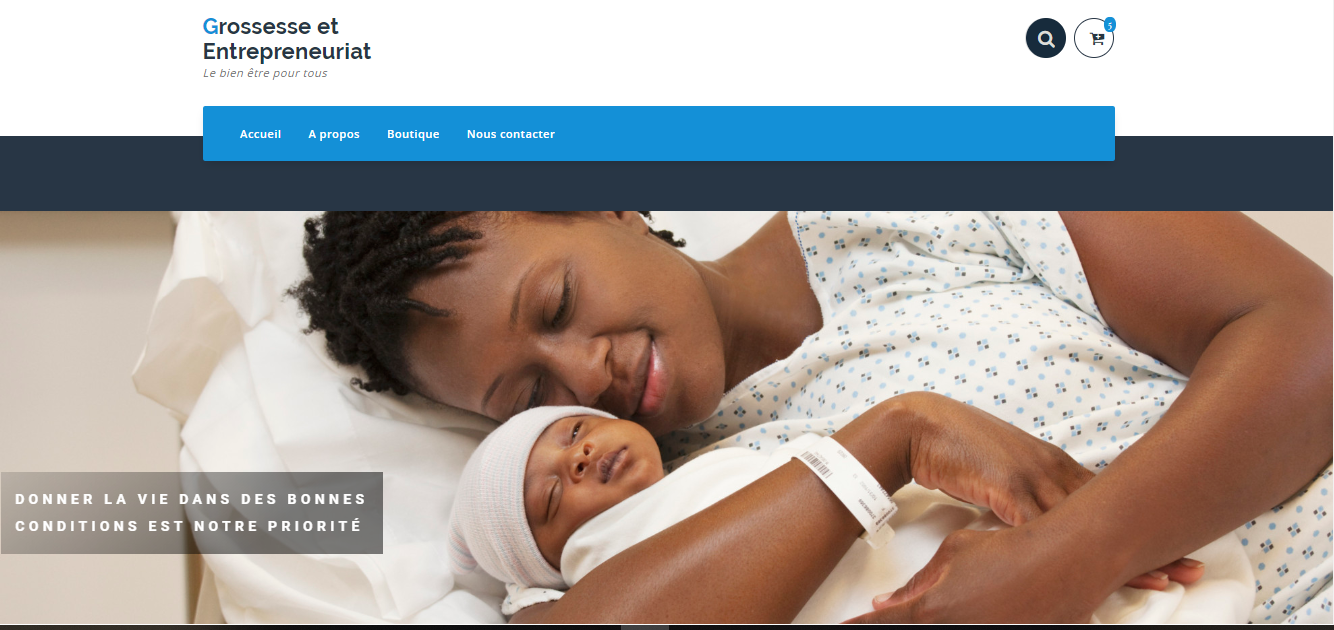 Grossesse et
Entrepreneuriat
Le bien être pour tous
5
Accueil
A propos
Boutique
Nous contacter
DONNER LA VIE DANS DES BONNES
CONDITIONS EST NOTRE PRIORITÉ